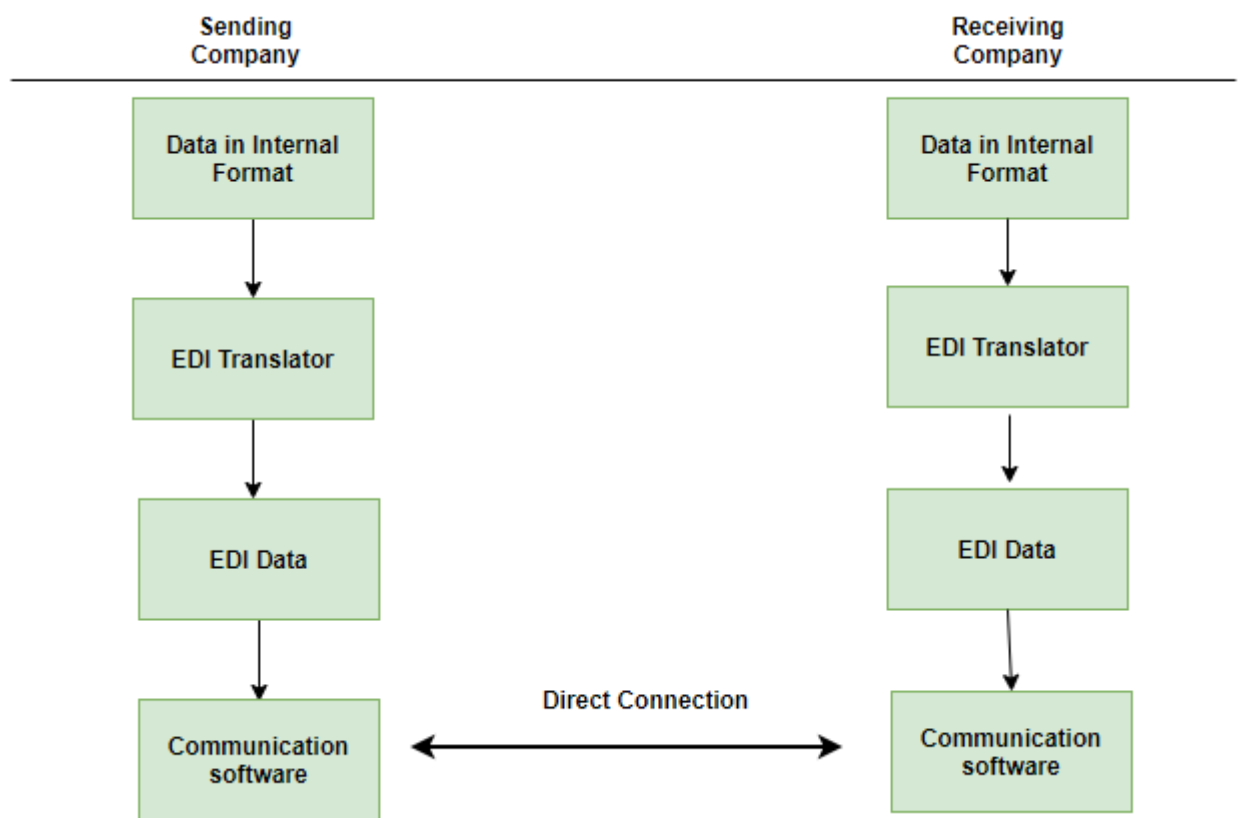 Sending
Company
Receiving
Company
Data in Internal
Format
Data in Internal
Format
EDI Translator
EDI Translator
EDI Data
EDI Data
Direct Connection
Communication
software
Communication
software